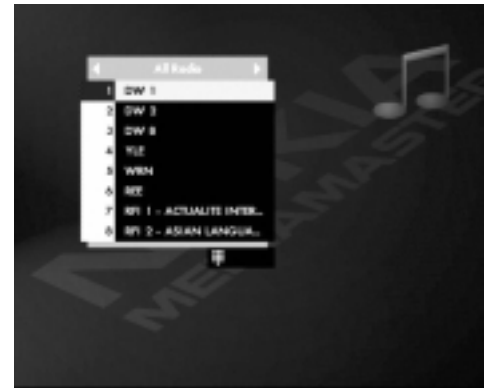 All Radio
1 DW 1
2 DW 3
3 DW 8
4 YLE
5 WRN
6 REE
7 RFI 1 - ACTUALITE INTER...
8 RFI 2 - ASIAN LANGUA...
NOKIA
MEDIAMASTER